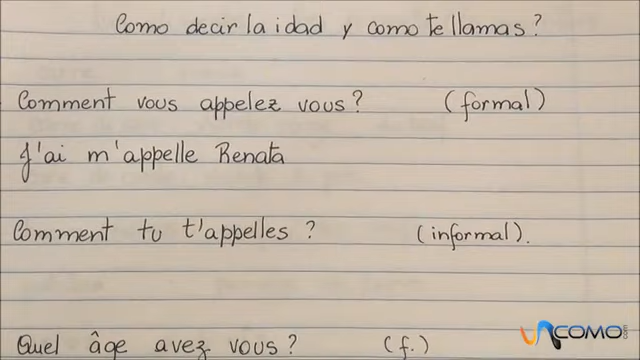 Como decir la idad y como te llamas?
Comment vous appelez vous? (formal)
J'ai m'appelle Renata
Comment tu t'appelles? (informal).
Quel âge avez vous? (f.)
UNCOMO.com